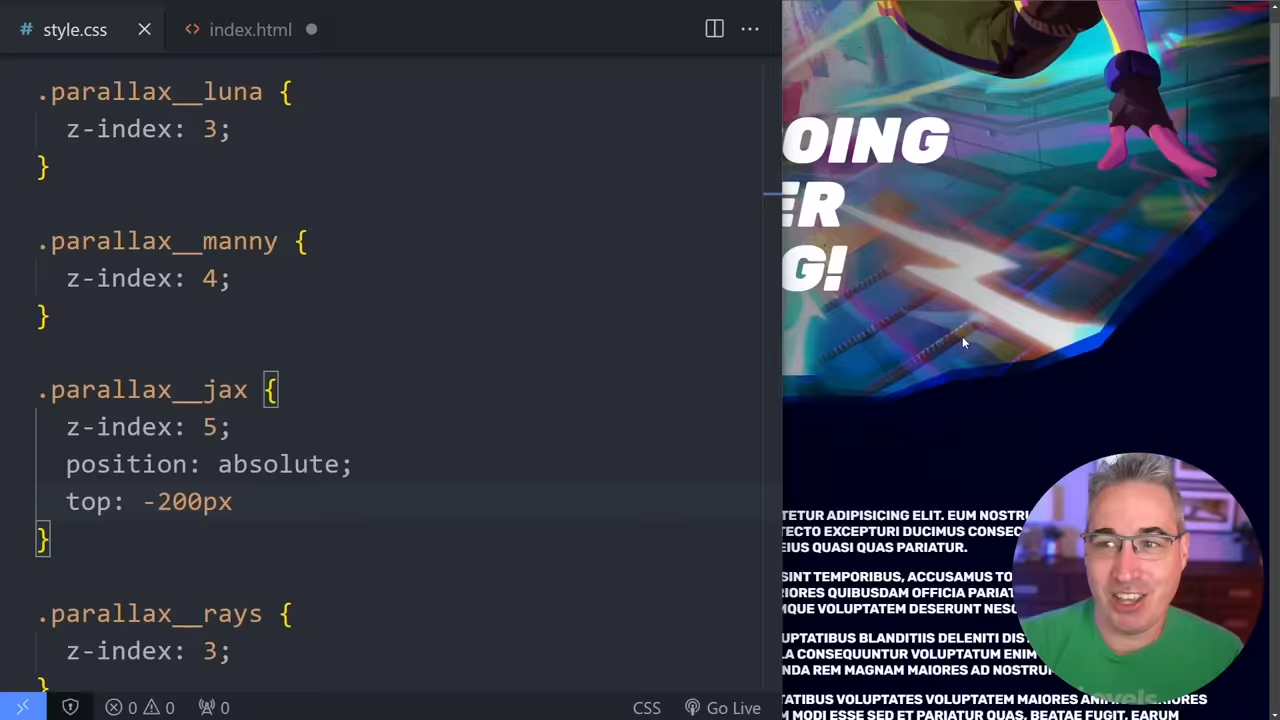 # style.css
<> index.html
.parallax__luna {
z-index: 3;
}
.parallax__manny {
z-index: 4;
}
.parallax__jax {
z-index: 5;
position: absolute;
top: -200px
}
.parallax__rays {
z-index: 3;
}
0 0 0 CSS Go Live
OING
ER
G!
TETUR ADIPISICING ELIT. EUM NOSTRU
TECTO EXCEPTURI DUCIMUS CONSEC
EIUS QUASI QUAS PARIATUR.
SINT TEMPORIBUS, ACCUSAMUS TO
RIORES QUIBUSDAM OFFICIA PARIAT
MQUE VOLUPTATEM DESERUNT NESC
UPTATIBUS BLANDITIIS DELENITI DIST
LA CONSEQUUNTUR VOLUPTATUM ENIM
NDA REM MAGNAM MAIORES AD NOSTRUM
TATIBUS VOLUPTATES VOLUPTATEM MAIORES
M MODI ESSE SED ET PARIATUR QUAS, BEATAE FUGIT, EARUM